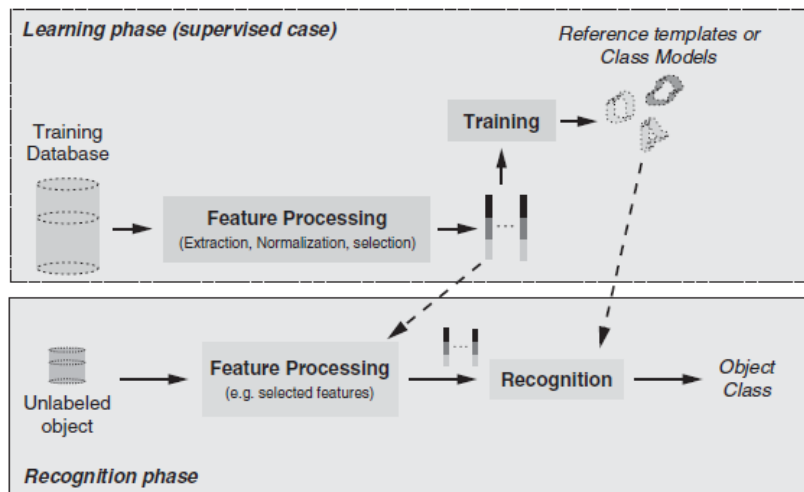 Learning phase (supervised case)
Reference templates or
Class Models
Training
Database
Training
Feature Processing
(Extraction, Normalization, selection)
Feature Processing
(e.g. selected features)
Recognition
Object
Class
Unlabeled
object
Recognition phase